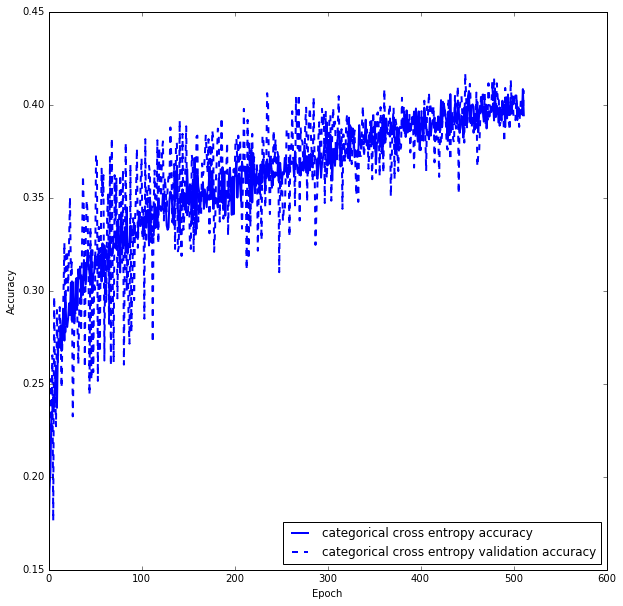 0.45
0.40
0.35
0.30
0.25
0.20
0.15
Accuracy
categorical cross entropy accuracy
categorical cross entropy validation accuracy
0 100 200 300 400 500 600
Epoch